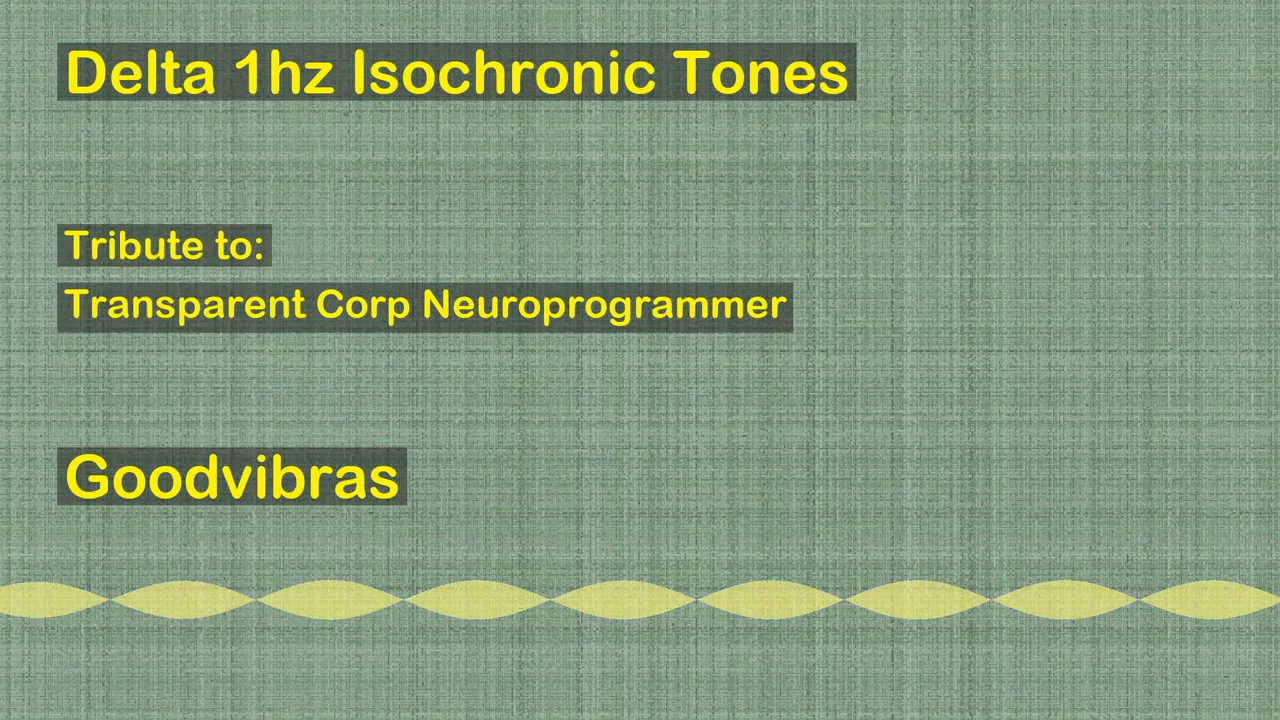 Delta 1hz Isochronic Tones
Tribute to:
Transparent Corp Neuroprogrammer
Goodvibras